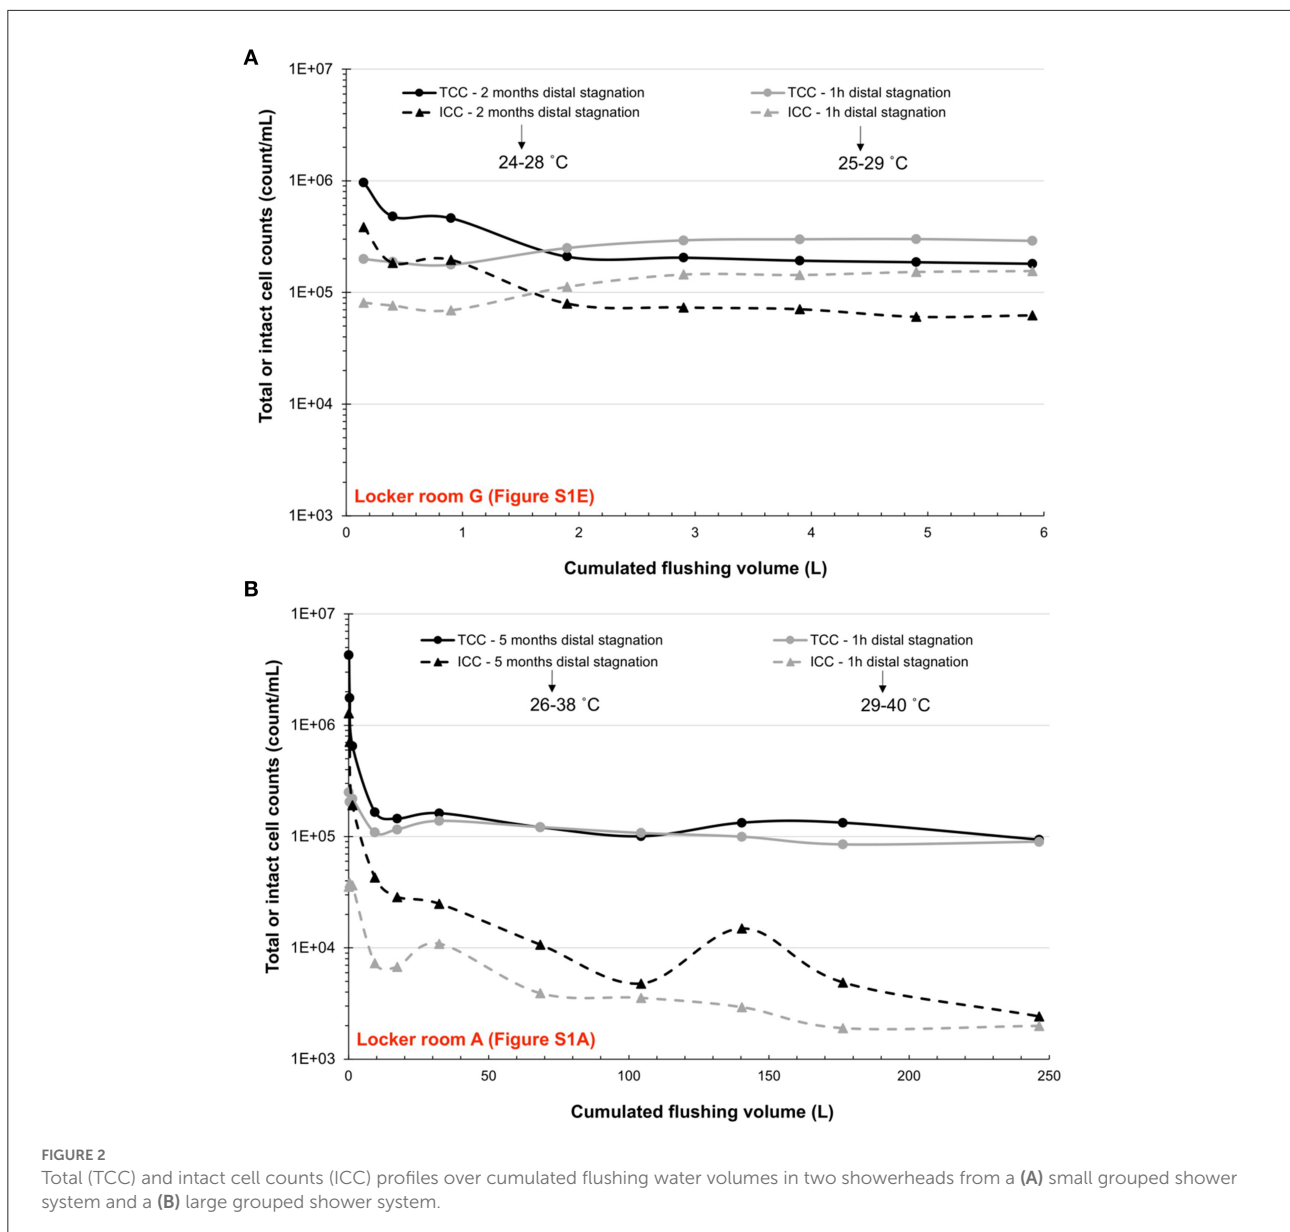 A
Total or intact cell counts (count/mL)
1E+07
1E+06
1E+05
1E+04
1E+03
TCC - 2 months distal stagnation
TCC - 1h distal stagnation
ICC - 2 months distal stagnation
ICC - 1h distal stagnation
24-28 ˚C
25-29 ˚C
Locker room G (Figure S1E)
0 1 2 3 4 5 6
Cumulated flushing volume (L)
B
Total or intact cell counts (count/mL)
1E+07
1E+06
1E+05
1E+04
1E+03
TCC - 5 months distal stagnation
TCC - 1h distal stagnation
ICC - 5 months distal stagnation
ICC - 1h distal stagnation
26-38 ˚C
29-40 ˚C
Locker room A (Figure S1A)
0 50 100 150 200 250
Cumulated flushing volume (L)
FIGURE 2
Total (TCC) and intact cell counts (ICC) profiles over cumulated flushing water volumes in two showerheads from a (A) small grouped shower
system and a (B) large grouped shower system.